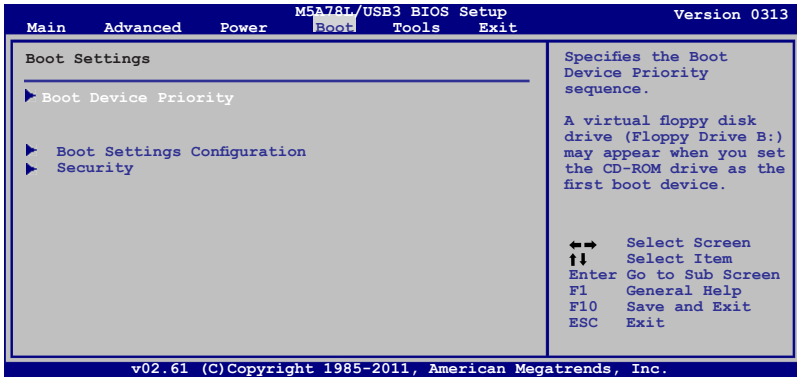 M5A78L/USB3 BIOS Setup Version 0313
Main Advanced Power Boot Tools Exit
Boot Settings
Boot Device Priority
Boot Settings Configuration
Security
Specifies the Boot
Device Priority
sequence.
A virtual floppy disk
drive (Floppy Drive B:)
may appear when you set
the CD-ROM drive as the
first boot device.
←→ Select Screen
↑↓ Select Item
Enter Go to Sub Screen
F1 General Help
F10 Save and Exit
ESC Exit
v02.61 (C)Copyright 1985-2011, American Megatrends, Inc.